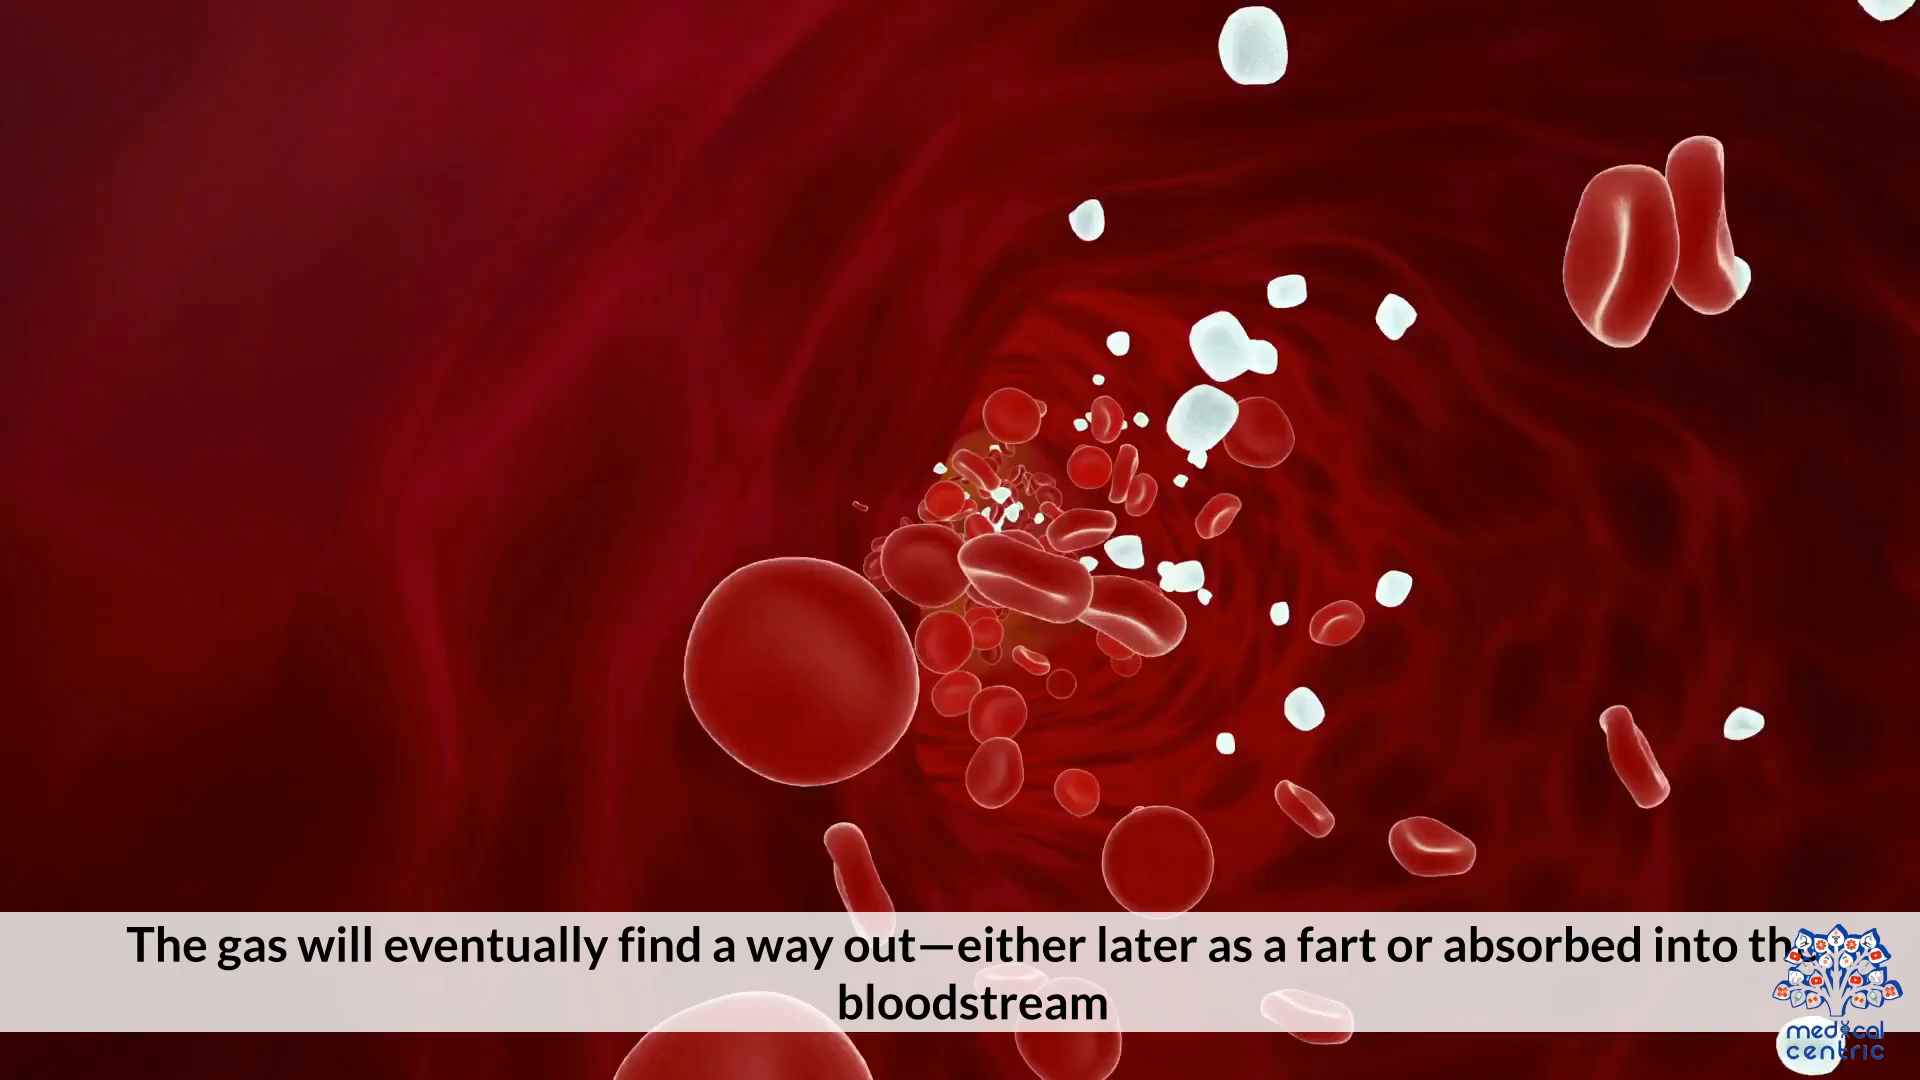 The gas will eventually find a way out—either later as a fart or absorbed into the
bloodstream
medical
centric